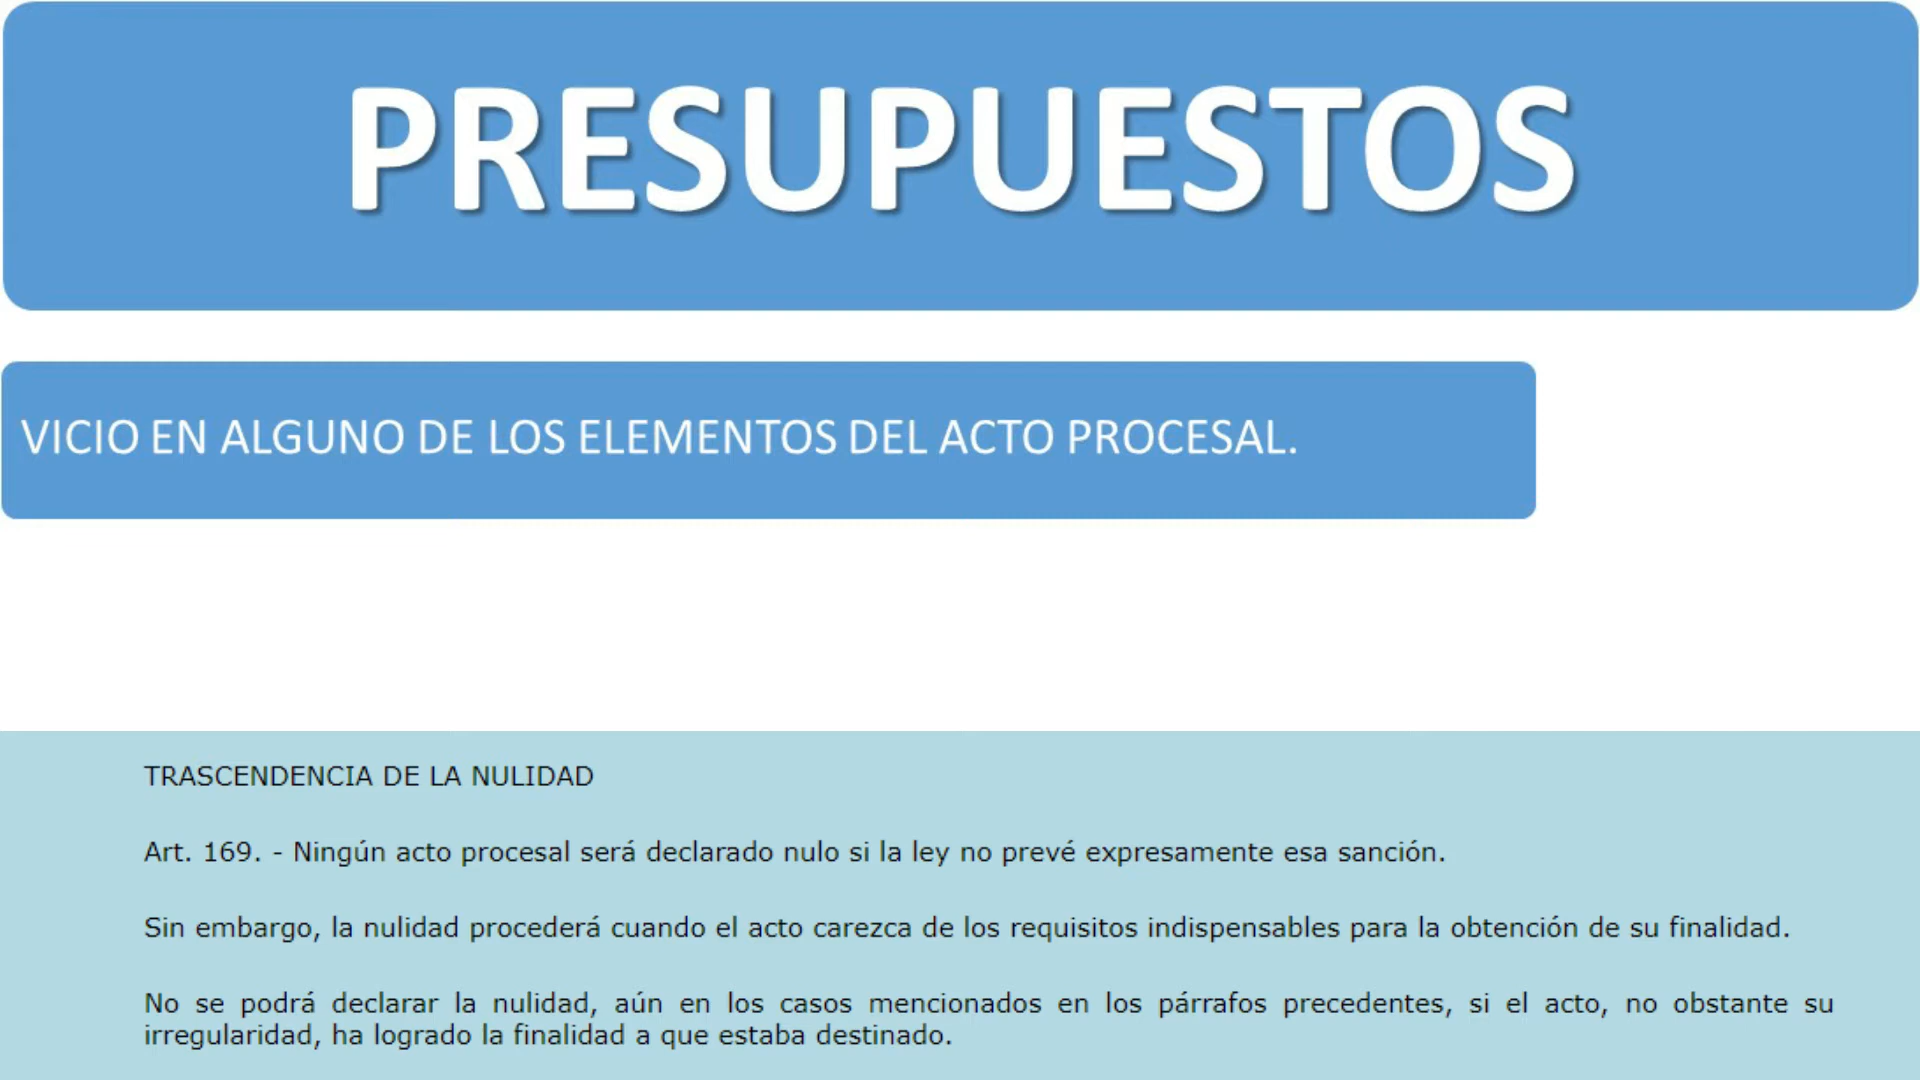 PRESUPUESTOS
VICIO EN ALGUNO DE LOS ELEMENTOS DEL ACTO PROCESAL.
TRASCENDENCIA DE LA NULIDAD
Art. 169. - Ningún acto procesal será declarado nulo si la ley no prevé expresamente esa sanción.
Sin embargo, la nulidad procederá cuando el acto carezca de los requisitos indispensables para la obtención de su finalidad.
No se podrá declarar la nulidad, aún en los casos mencionados en los párrafos precedentes, si el acto, no obstante su
irregularidad, ha logrado la finalidad a que estaba destinado.